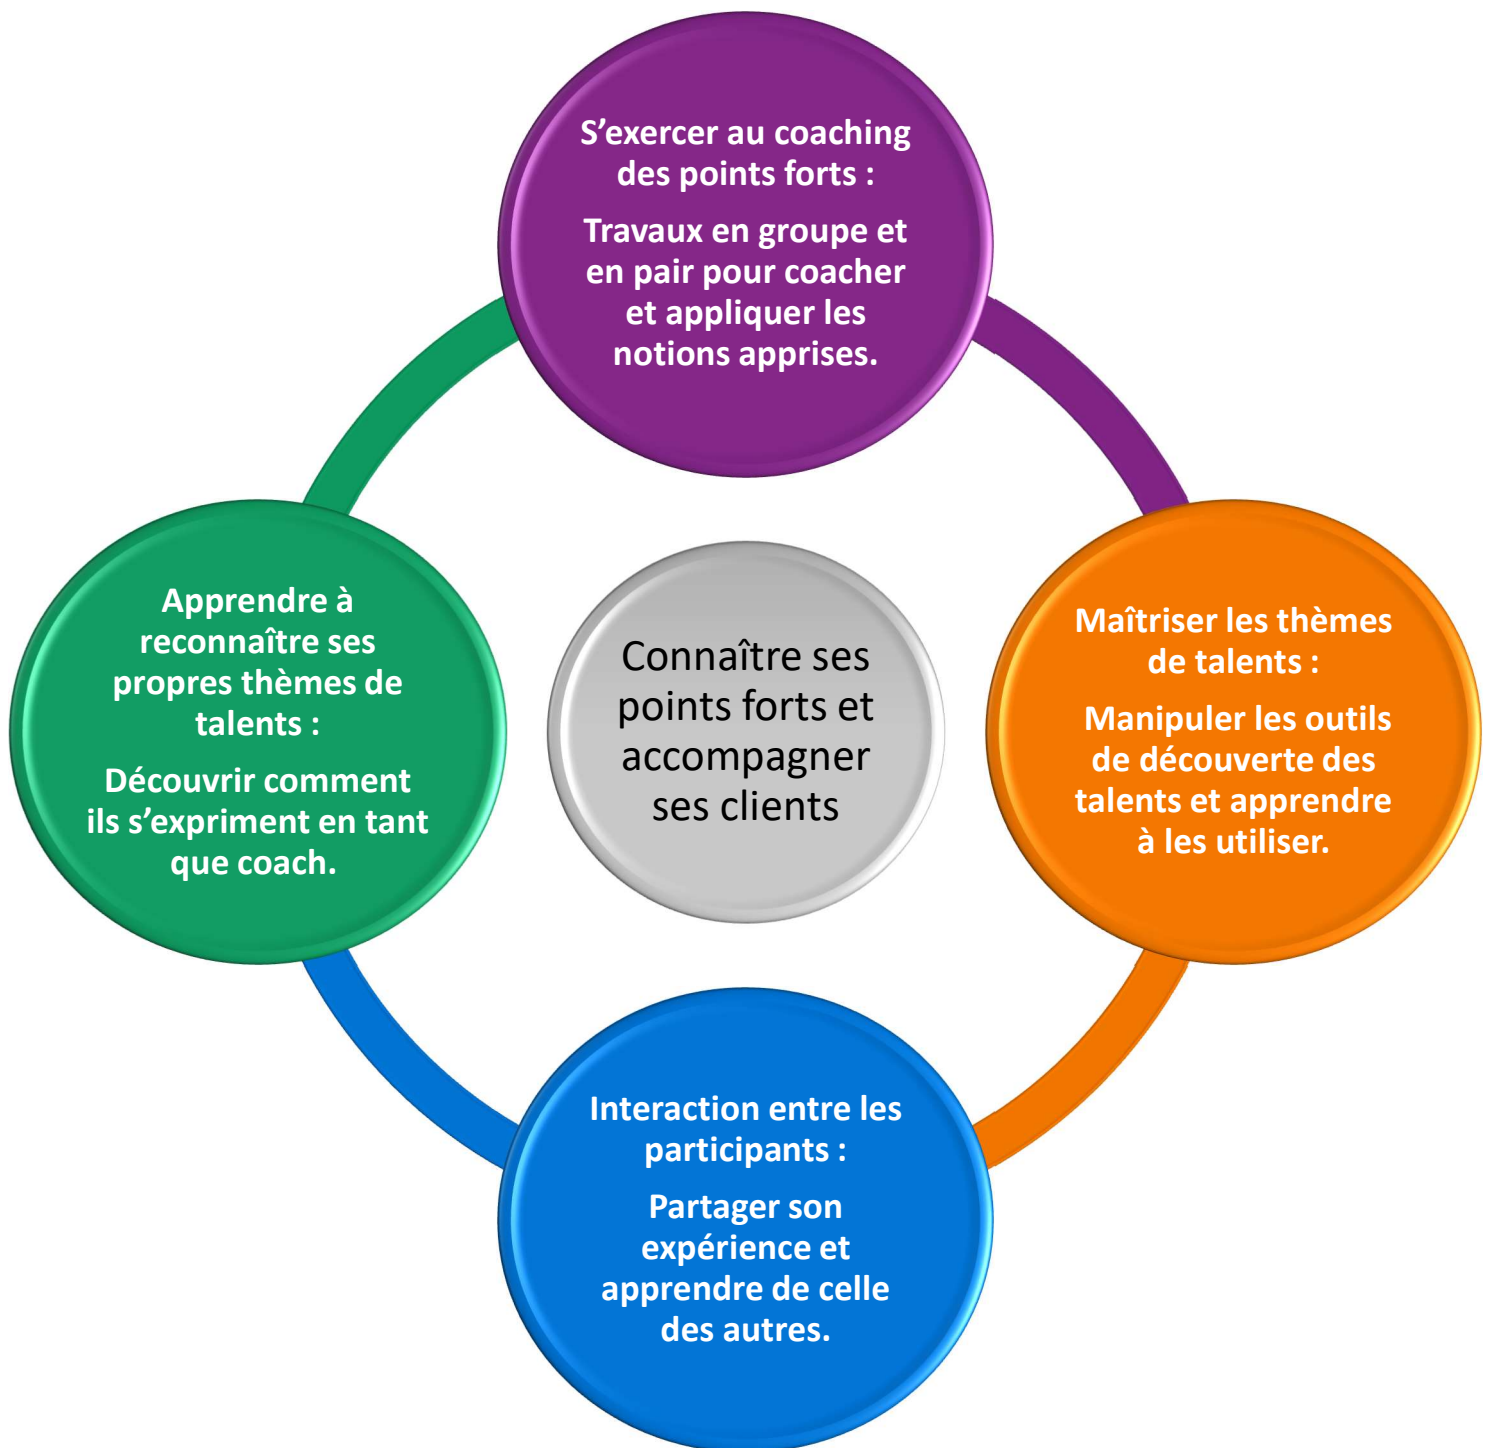 S’exercer au coaching
des points forts :
Travaux en groupe et
en pair pour coacher
et appliquer les
notions apprises.
Apprendre à
reconnaître ses
propres thèmes de
talents :
Découvrir comment
ils s’expriment en tant
que coach.
Connaître ses
points forts et
accompagner
ses clients
Maîtriser les thèmes
de talents :
Manipuler les outils
de découverte des
talents et apprendre
à les utiliser.
Interaction entre les
participants :
Partager son
expérience et
apprendre de celle
des autres.